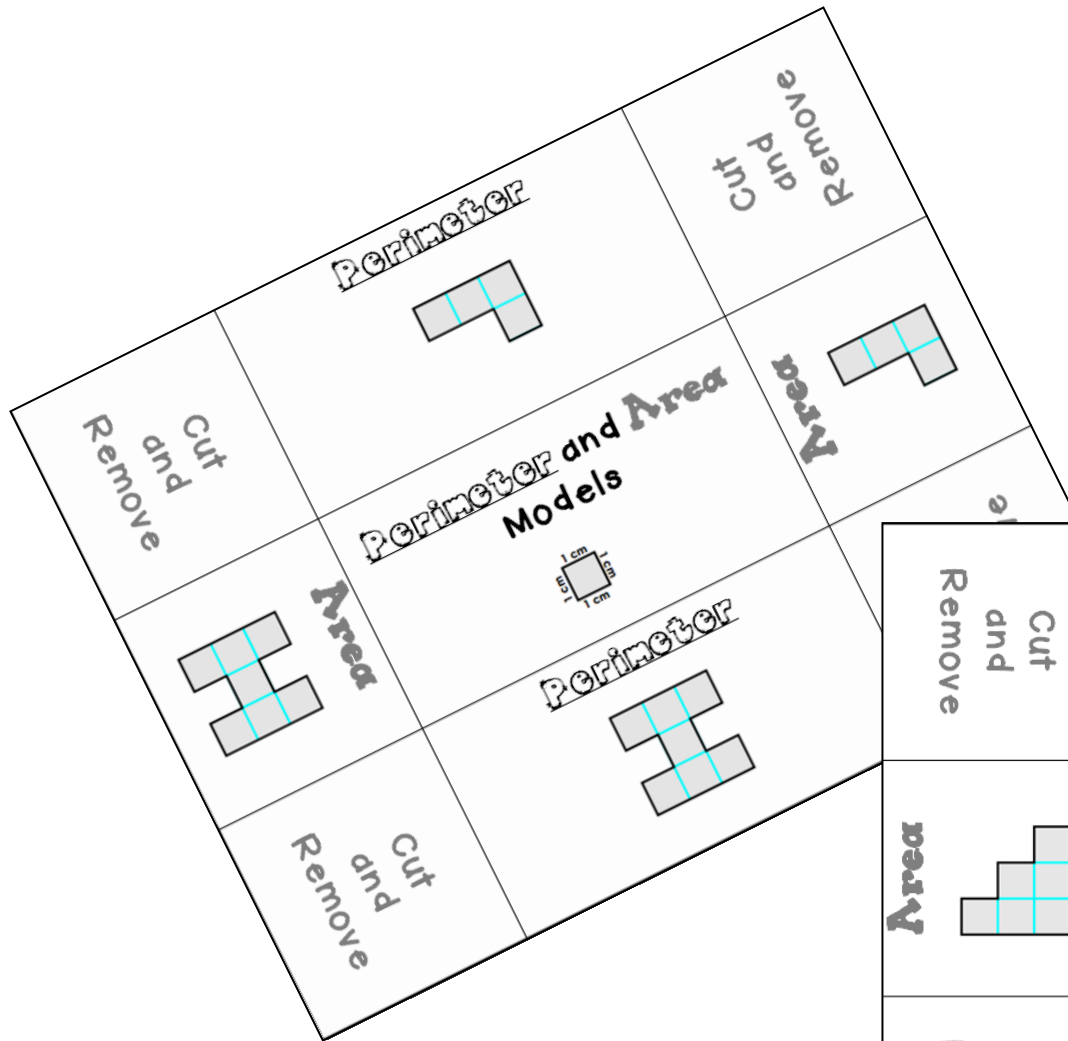 Perimeter
Cut
and
Remove
Cut
and
Remove
Area
Perimeter and Area
Models
1 cm
1 cm
1 cm
1 cm
Area
Perimeter
Cut
and
Remove
Cut
and
Remove
Area